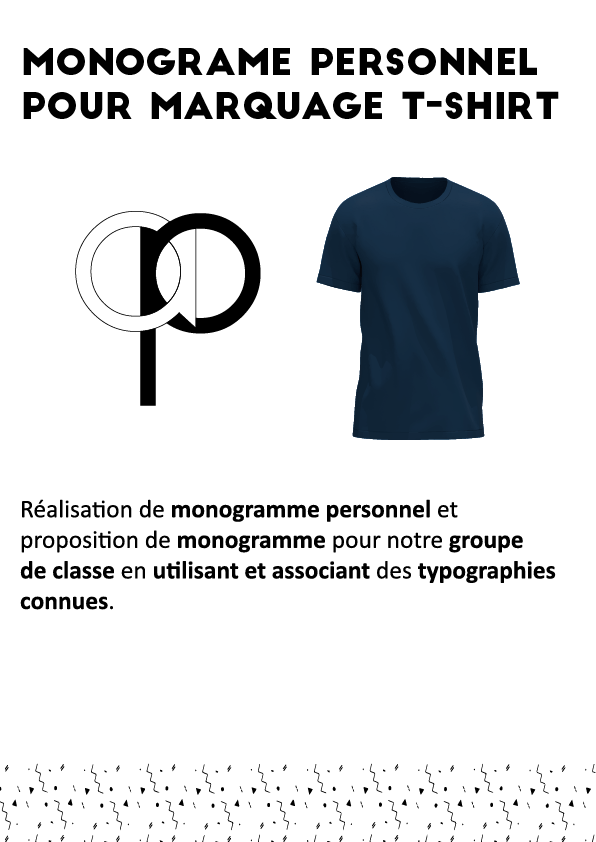 MONOGRAME PERSONNEL
POUR MARQUAGE T-SHIRT
ap
Réalisation de monogramme personnel et
proposition de monogramme pour notre groupe
de classe en utilisant et associant des typographies
connues.